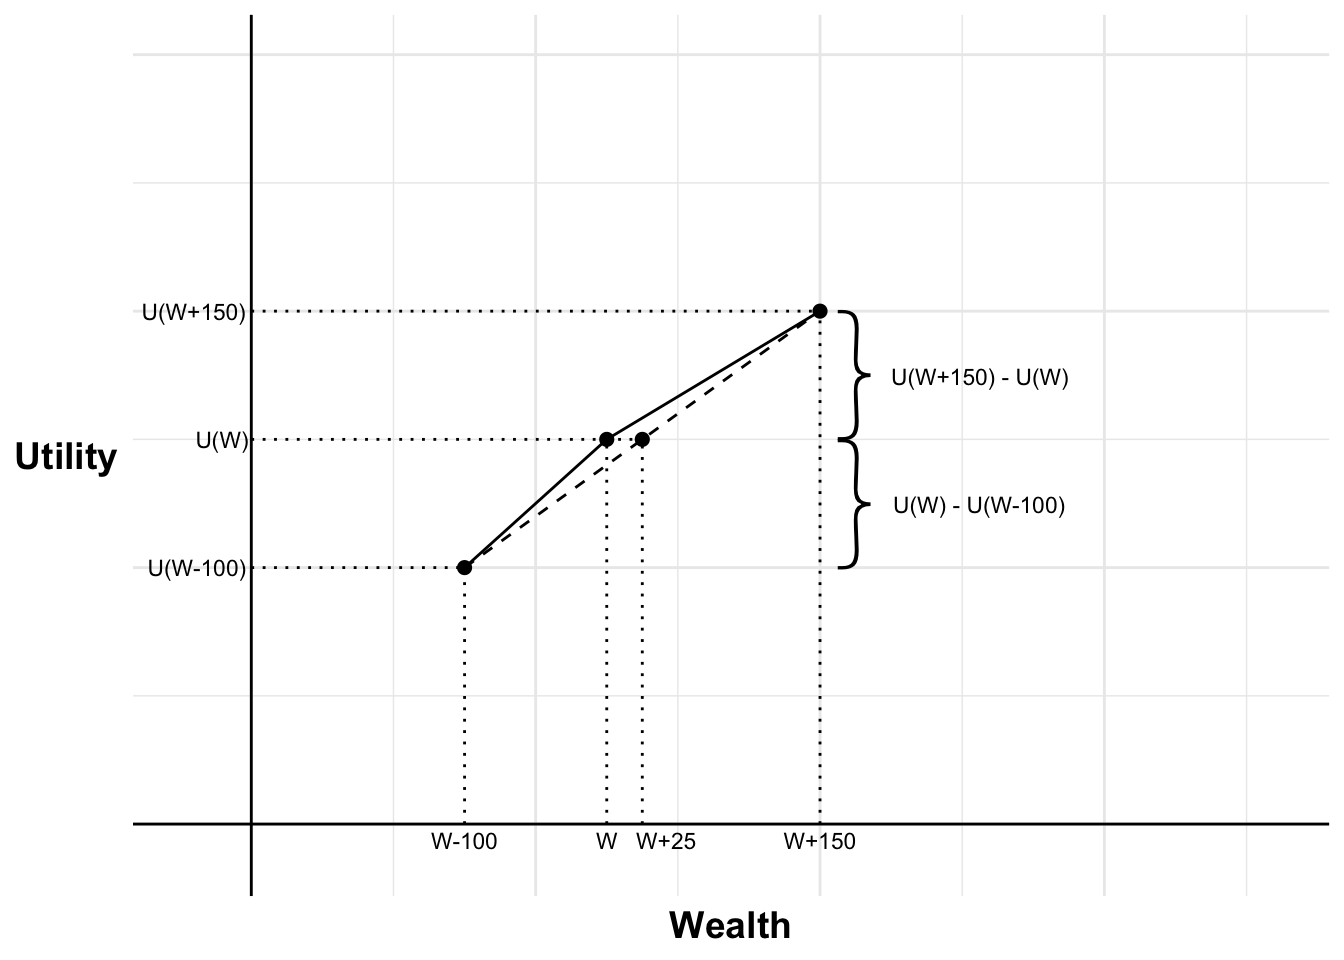 U(W+150)
U(W+150) - U(W)
U(W)
Utility
U(W) - U(W-100)
U(W-100)
W-100
W
W+25
W+150
Wealth